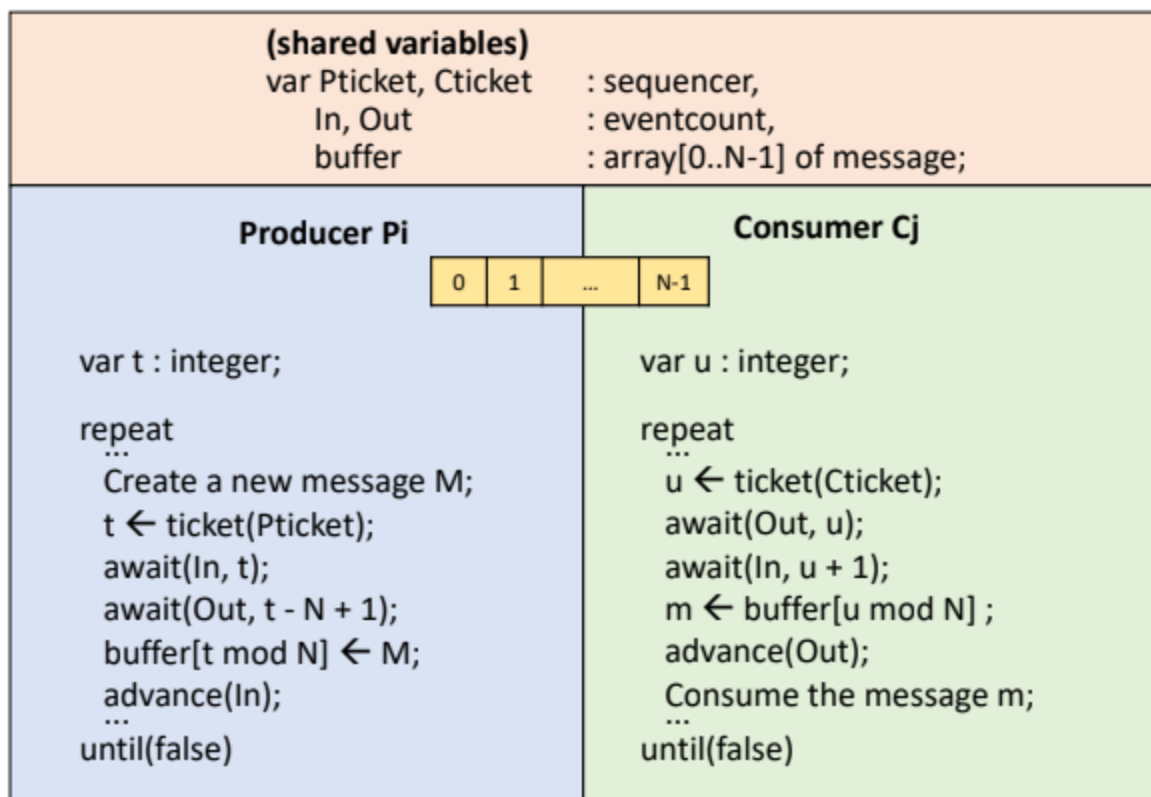 (shared variables)
var Pticket, Cticket : sequencer,
In, Out : eventcount,
buffer : array[0..N-1] of message;
Producer Pi
Consumer Cj
0 1 ... N-1
var t : integer;
repeat
...
Create a new message M;
t ← ticket(Pticket);
await(In, t);
await(Out, t - N + 1);
buffer[t mod N] ← M;
advance(In);
...
until(false)
var u : integer;
repeat
...
u ← ticket(Cticket);
await(Out, u);
await(In, u + 1);
m ← buffer[u mod N] ;
advance(Out);
Consume the message m;
...
until(false)